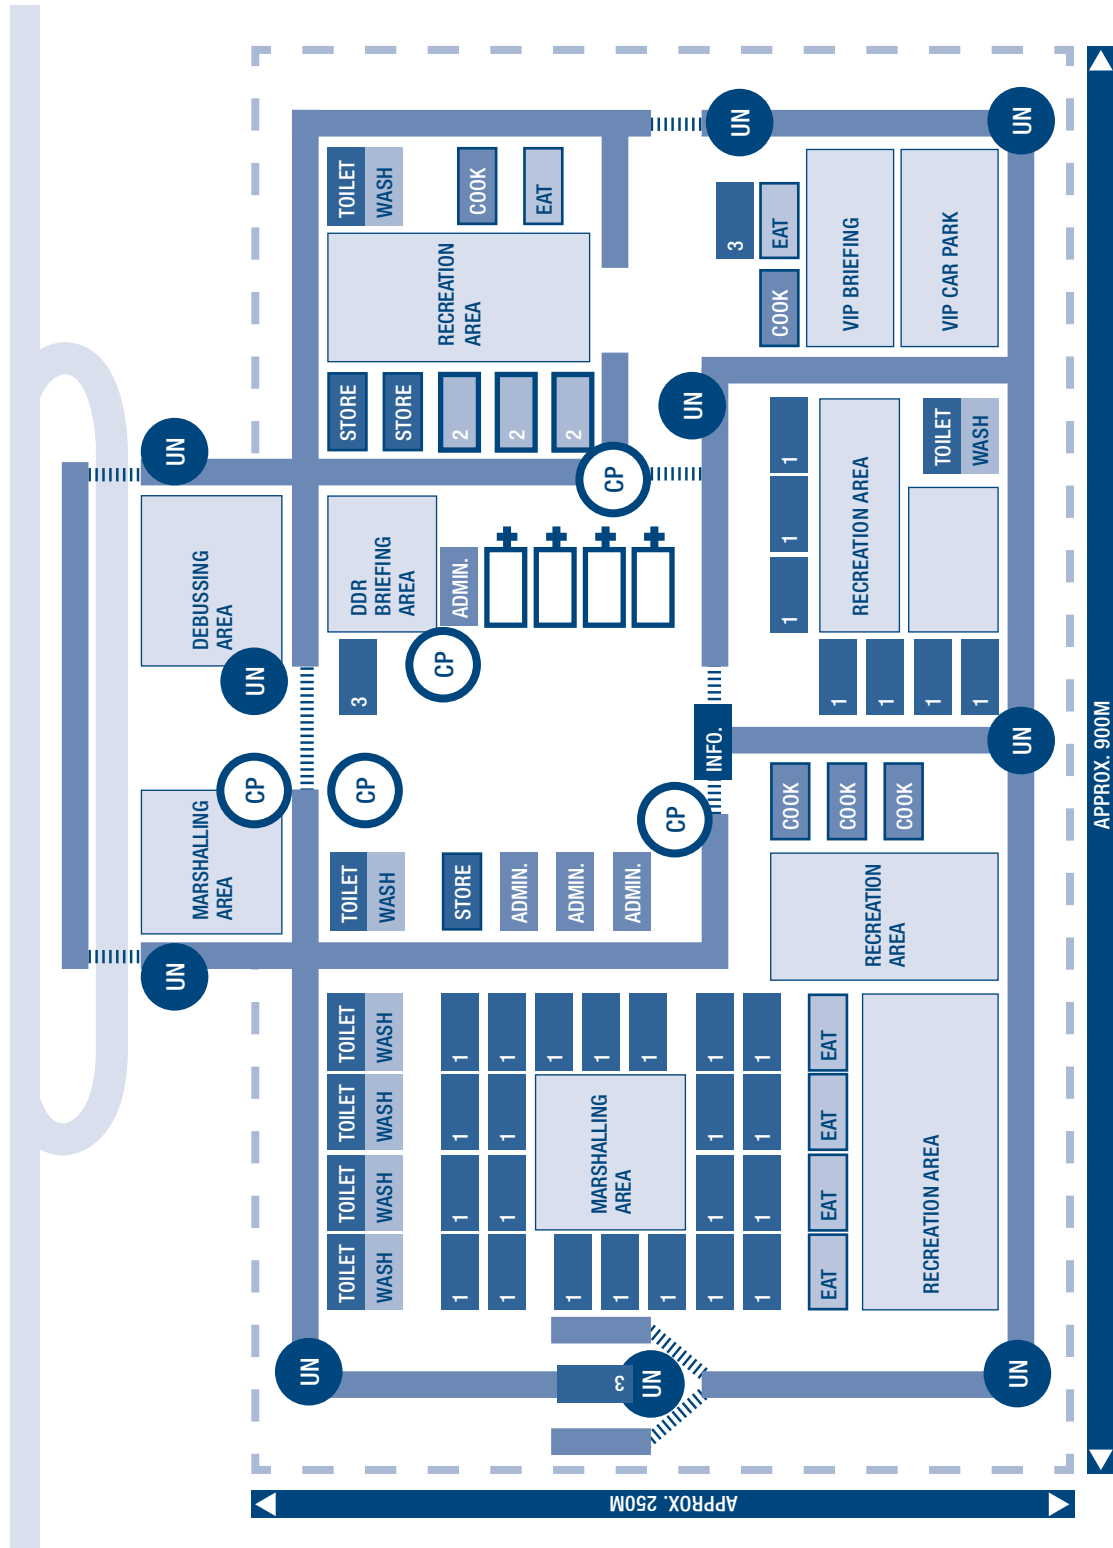 UN
MARSHALLING
AREA
DEBUSSING
AREA
UN
CP
UN
UN
TOILET
WASH
TOILET
WASH
TOILET
WASH
TOILET
WASH
TOILET
WASH
CP
3
DDR
BRIEFING
AREA
STORE
STORE
TOILET
WASH
CP
RECREATION
AREA
1
1
1
1
STORE
ADMIN.
2
COOK
1
1
1
1
ADMIN.
2
EAT
1
1
1
1
1
1
MARSHALLING
AREA
ADMIN.
ADMIN.
2
CP
3
UN
CP
UN
1
1
1
1
INFO.
3
UN
1
1
1
1
COOK
1
1
1
COOK
EAT
EAT
EAT
EAT
EAT
COOK
COOK
1
1
1
1
RECREATION AREA
VIP BRIEFING
RECREATION
AREA
RECREATION AREA
TOILET
WASH
VIP CAR PARK
UN
UN
UN
APPROX. 900M
APPROX. 250M